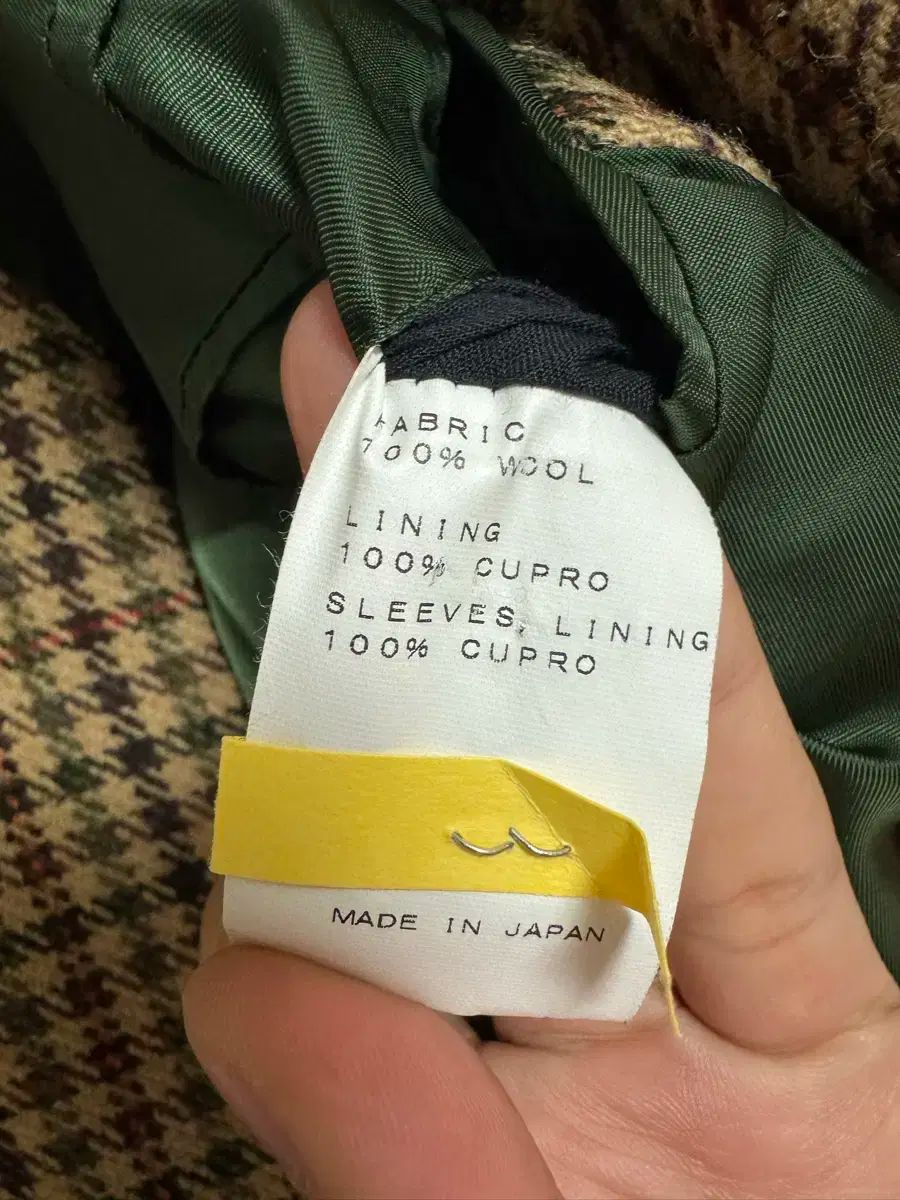 FABRIC
100% WOOL
LINING
100% CUPRO
SLEEVES, LINING
100% CUPRO
MADE IN JAPAN